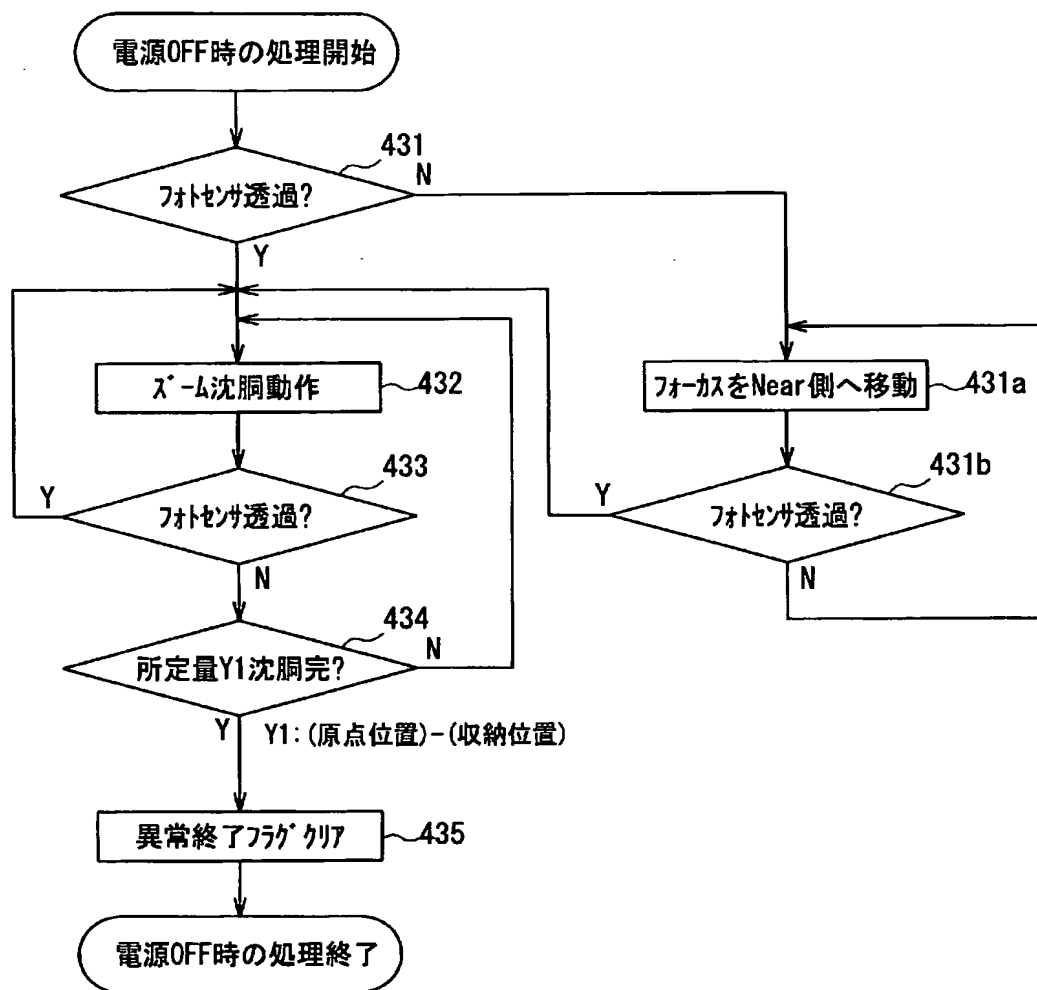 電源OFF時の処理開始
431
フォトセンサ透過?
N
Y
ズーム沈胴動作
432
フォーカスをNear側へ移動
431a
433
フォトセンサ透過?
Y
N
431b
フォトセンサ透過?
Y
N
434
所定量Y1沈胴完?
N
Y
Y1:(原点位置)-(収納位置)
異常終了フラグクリア
435
電源OFF時の処理終了